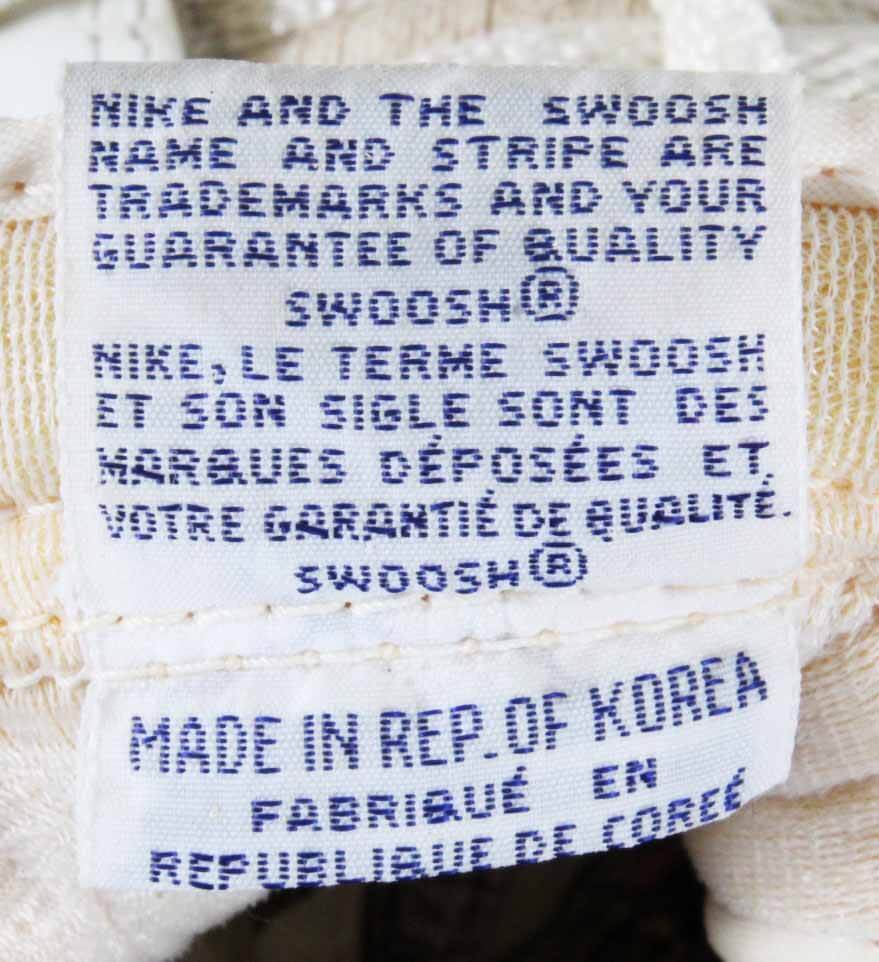 NIKE AND THE SWOOSH
NAME AND STRIPE ARE
TRADEMARKS AND YOUR
GUARANTEE OF QUALITY
SWOOSH®
NIKE, LE TERME SWOOSH
ET SON SIGLE SONT DES
MARQUES DÉPOSÉES ET
VOTRE GARANTIÉ DE QUALITÉ.
SWOOSH®
MADE IN REP. OF KOREA
FABRIQUÉ EN
REPUBLIQUE DE COREÉ